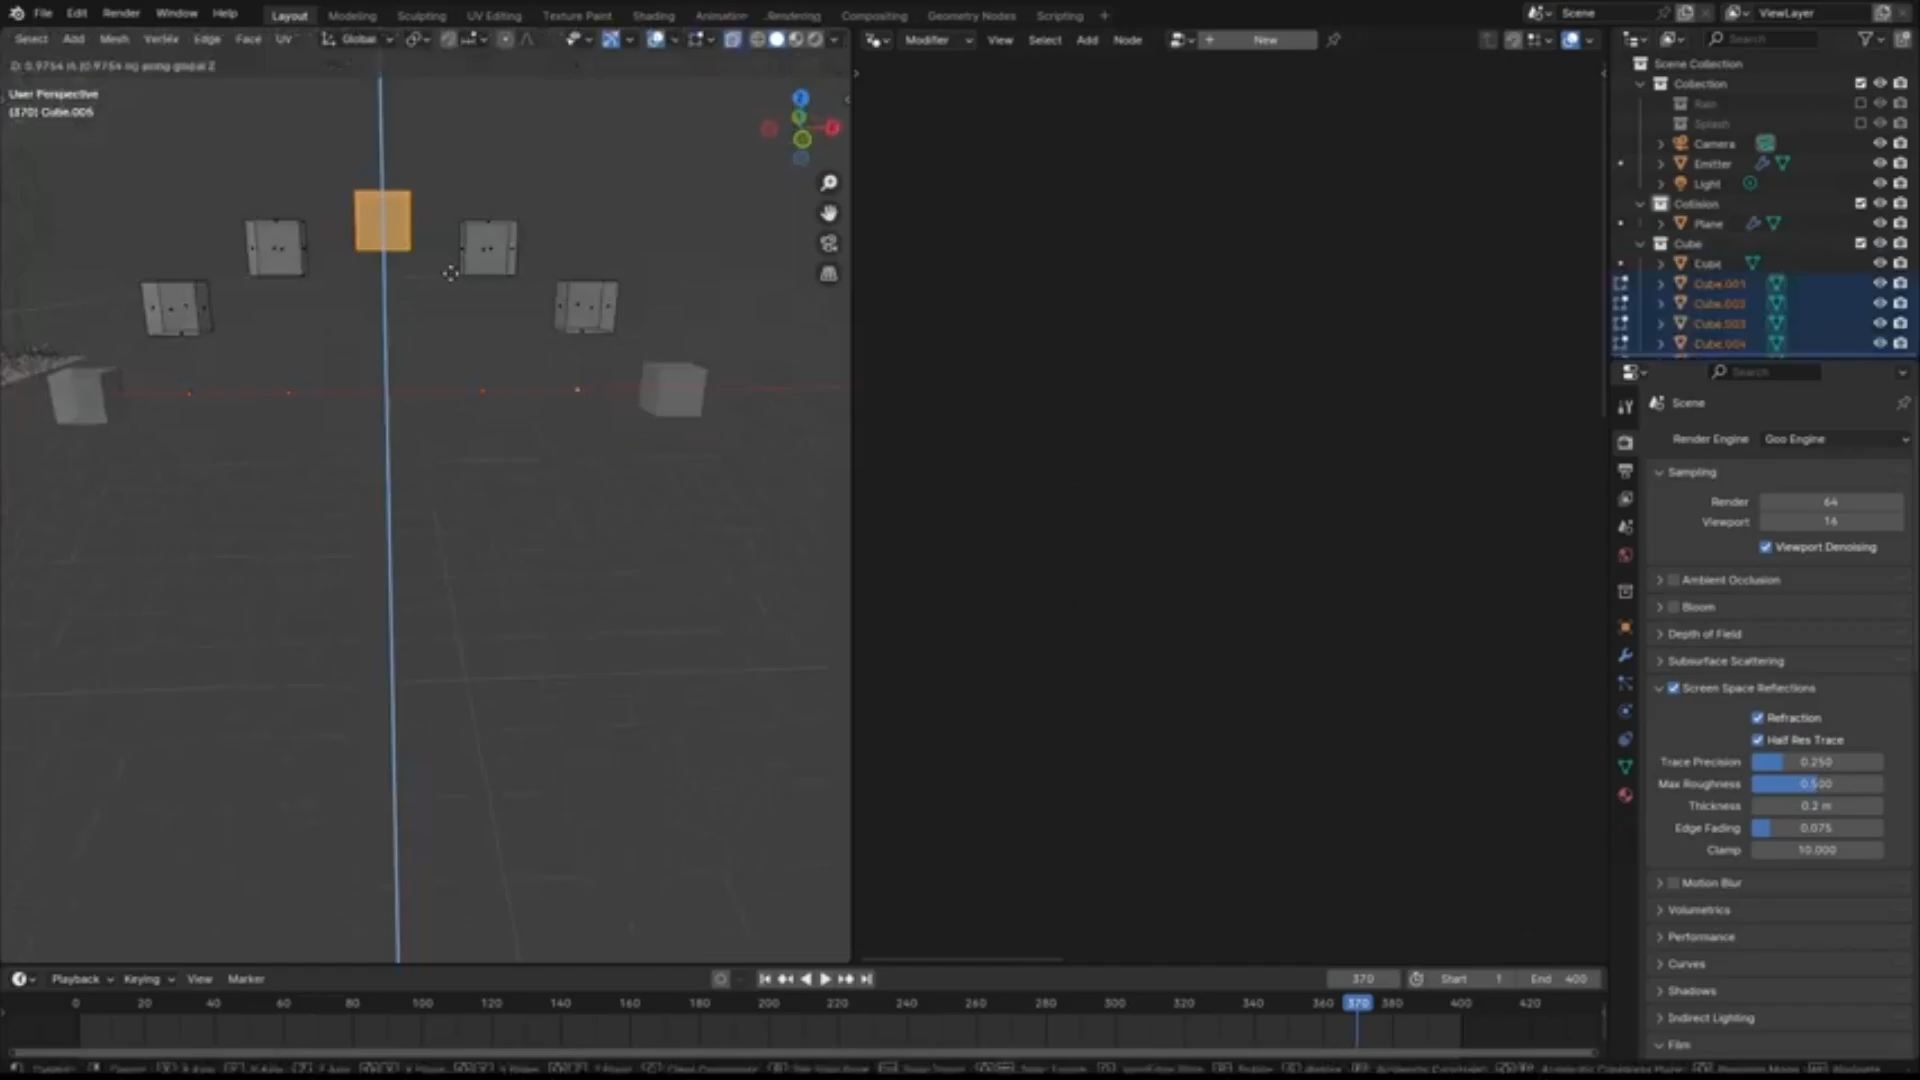 File Edit Render Window Help Layout Modeling Sculpting UV Editing Texture Paint Shading Animation Rendering Compositing Geometry Nodes Scripting + Scene ViewLayer
Select Add Mesh Vertex Edge Face UV Global Modifier View Select Add Node + New Search
along global Z
User Perspective
(370) Cube.005
Scene Collection
Collection
Rain
Splash
Camera
Emitter
Light
Collision
Plane
Cube
Cube
Cube.001
Cube.002
Cube.003
Cube.004
Search
Scene
Render Engine Goo Engine
Sampling
Render 64
Viewport 16
Viewport Denoising
Ambient Occlusion
Bloom
Depth of Field
Subsurface Scattering
Screen Space Reflections
Refraction
Half Res Trace
Trace Precision 0.250
Max Roughness 0.500
Thickness 0.2 m
Edge Fading 0.075
Clamp 10.000
Motion Blur
Volumetrics
Performance
Curves
Shadows
Indirect Lighting
Film
Playback Keying View Marker 370 Start 1 End 400
0 20 40 60 80 100 120 140 160 180 200 220 240 260 280 300 320 340 360 370 380 400 420